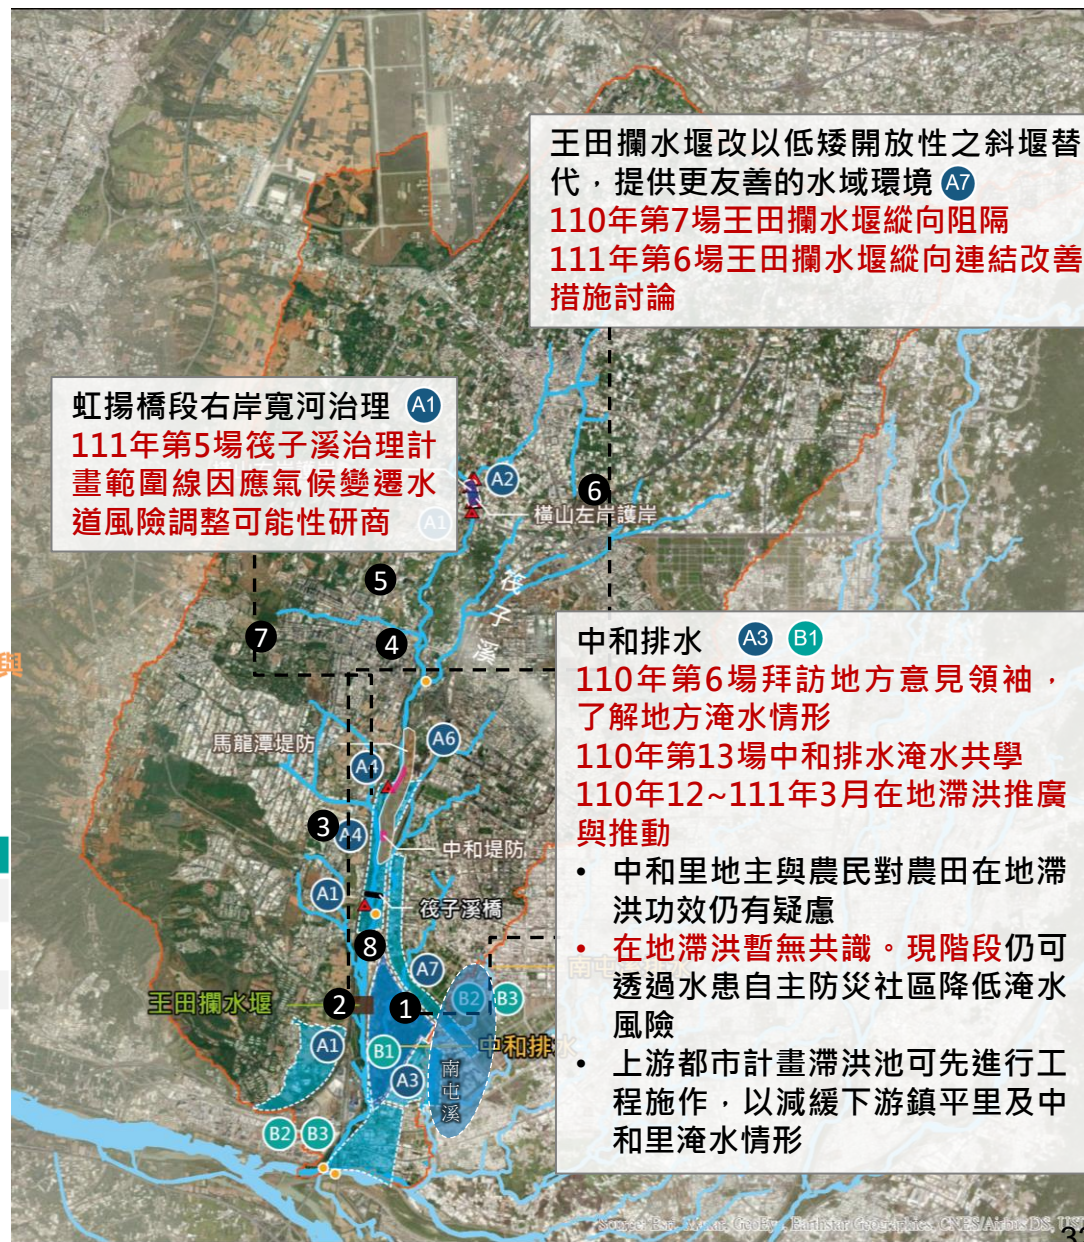 王田攔水堰改以低矮開放性之斜堰替
代，提供更友善的水域環境 A7
110年第7場王田攔水堰縱向阻隔
111年第6場王田攔水堰縱向連結改善
措施討論
虹揚橋段右岸寬河治理 A1
111年第5場筏子溪治理計
畫範圍線因應氣候變遷水
道風險調整可能性研商
A1
A2
6
橫山左岸護岸
5
筏子溪
7
4
與
中和排水 A3 B1
110年第6場拜訪地方意見領袖，
了解地方淹水情形
110年第13場中和排水淹水共學
110年12~111年3月在地滯洪推廣
與推動
• 中和里地主與農民對農田在地滯
洪功效仍有疑慮
• 在地滯洪暫無共識。現階段仍可
透過水患自主防災社區降低淹水
風險
• 上游都市計畫滯洪池可先進行工
程施作，以減緩下游鎮平里及中
和里淹水情形
馬龍潭堤防
A6
A1
3
A4
中和堤防
A1
筏子溪橋
8
A7
南屯
王田攔水堰
2
1
B2
B3
A1
B1
中和排水
A3
南屯溪
B2
B3
Source: Esri, Maxar, GeoEye, Earthstar Geographics, CNES/Airbus DS, US